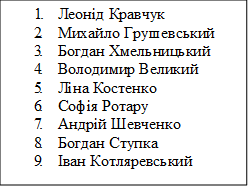 1. Леонід Кравчук
2. Михайло Грушевський
3. Богдан Хмельницький
4. Володимир Великий
5. Ліна Костенко
6. Софія Ротару
7. Андрій Шевченко
8. Богдан Ступка
9. Іван Котляревський